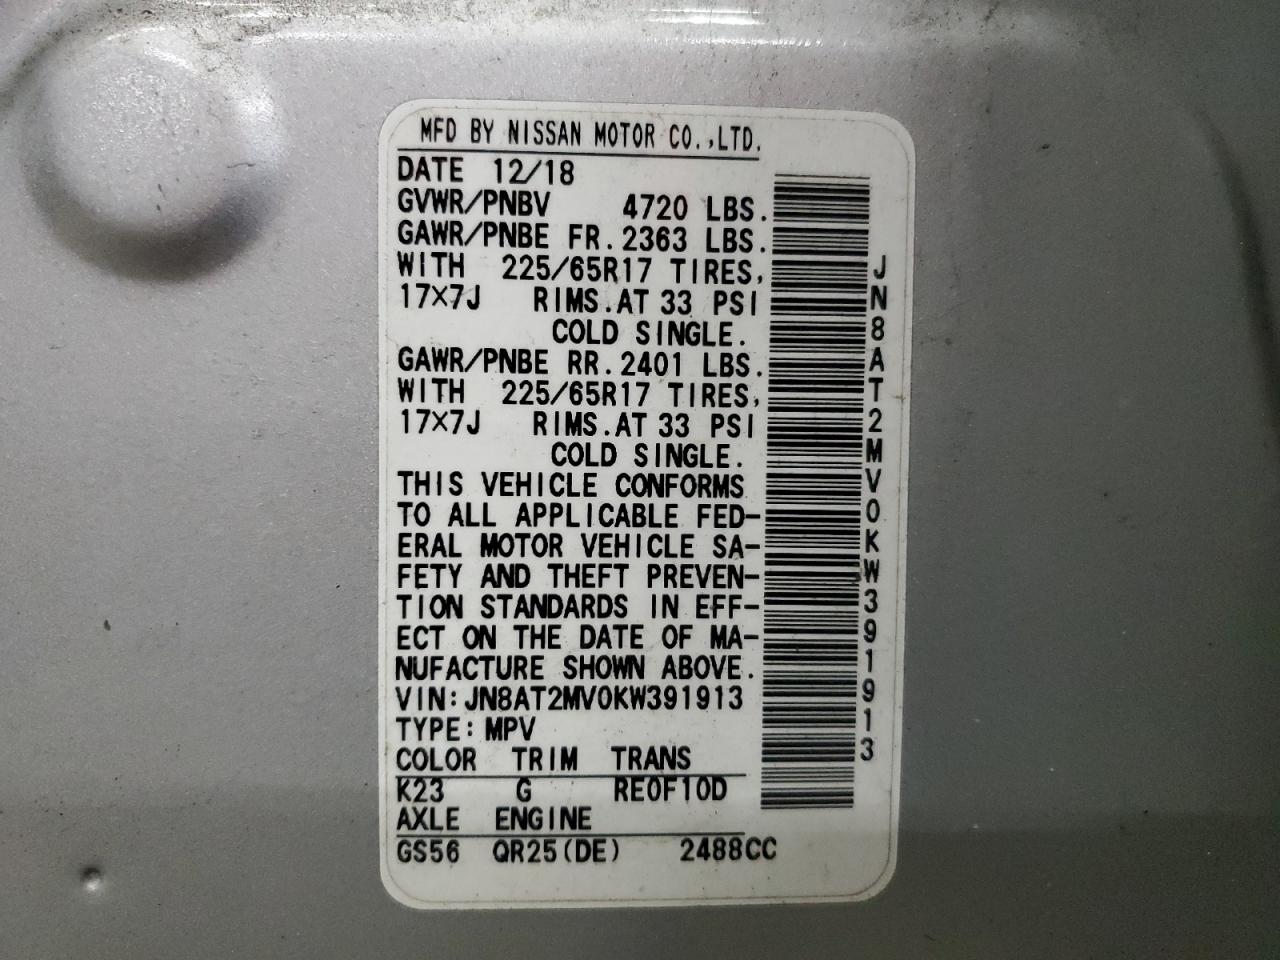 MFD BY NISSAN MOTOR CO.,LTD.
DATE 12/18
GVWR/PNBV 4720 LBS.
GAWR/PNBE FR.2363 LBS.
WITH 225/65R17 TIRES,
17×7J RIMS.AT 33 PSI
COLD SINGLE.
GAWR/PNBE RR.2401 LBS.
WITH 225/65R17 TIRES,
17×7J RIMS.AT 33 PSI
COLD SINGLE.
THIS VEHICLE CONFORMS
TO ALL APPLICABLE FED-
ERAL MOTOR VEHICLE SA-
FETY AND THEFT PREVEN-
TION STANDARDS IN EFF-
ECT ON THE DATE OF MA-
NUFACTURE SHOWN ABOVE.
VIN:JN8AT2MV0KW391913
TYPE:MPV
COLOR TRIM TRANS
K23 G RE0F10D
AXLE ENGINE
GS56 QR25(DE) 2488CC
JN8AT2MV0KW391913